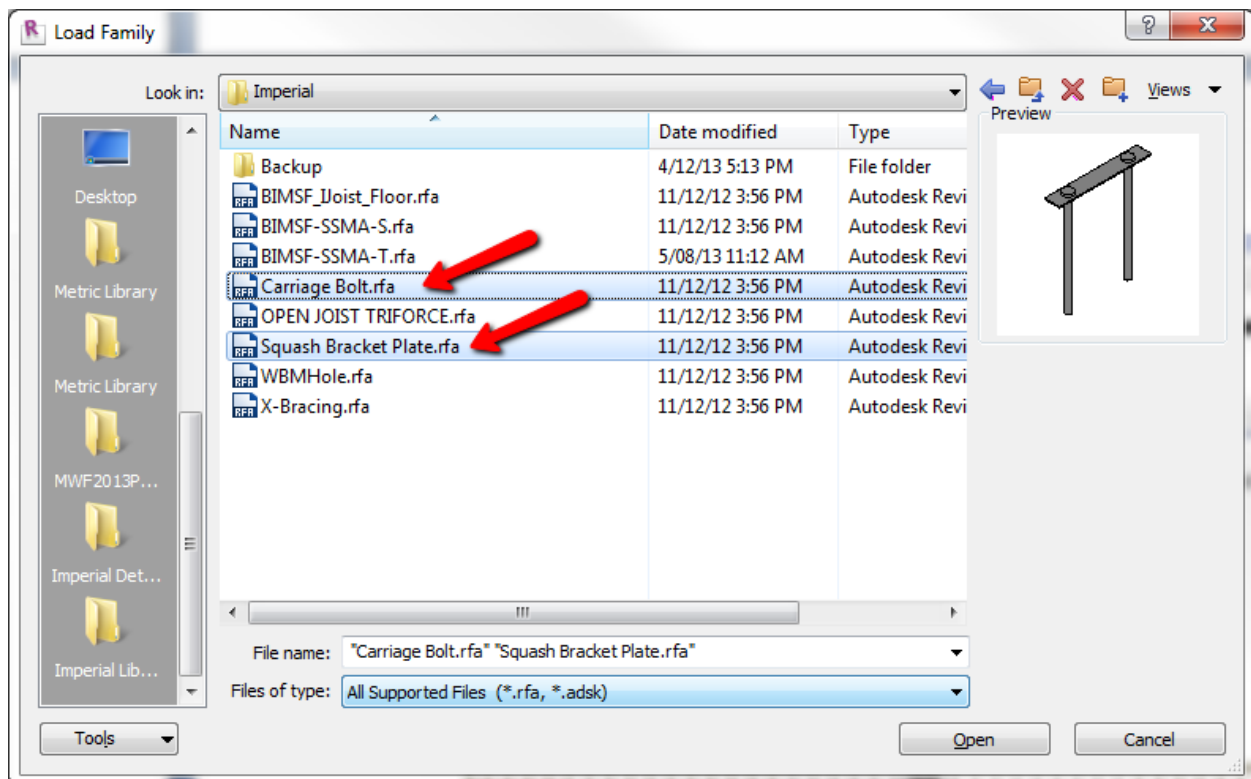 Load Family
Look in: Imperial Views
Preview
Name Date modified Type
Backup 4/12/13 5:13 PM File folder
BIMSF_IJoist_Floor.rfa 11/12/12 3:56 PM Autodesk Revi
BIMSF-SSMA-S.rfa 11/12/12 3:56 PM Autodesk Revi
BIMSF-SSMA-T.rfa 5/08/13 11:12 AM Autodesk Revi
Carriage Bolt.rfa 11/12/12 3:56 PM Autodesk Revi
OPEN JOIST TRIFORCE.rfa 11/12/12 3:56 PM Autodesk Revi
Squash Bracket Plate.rfa 11/12/12 3:56 PM Autodesk Revi
WBMHole.rfa 11/12/12 3:56 PM Autodesk Revi
X-Bracing.rfa 11/12/12 3:56 PM Autodesk Revi
Desktop
Metric Library
Metric Library
MWF2013P...
Imperial Det...
Imperial Lib...
File name: "Carriage Bolt.rfa" "Squash Bracket Plate.rfa"
Files of type: All Supported Files (*.rfa, *.adsk)
Tools Open Cancel